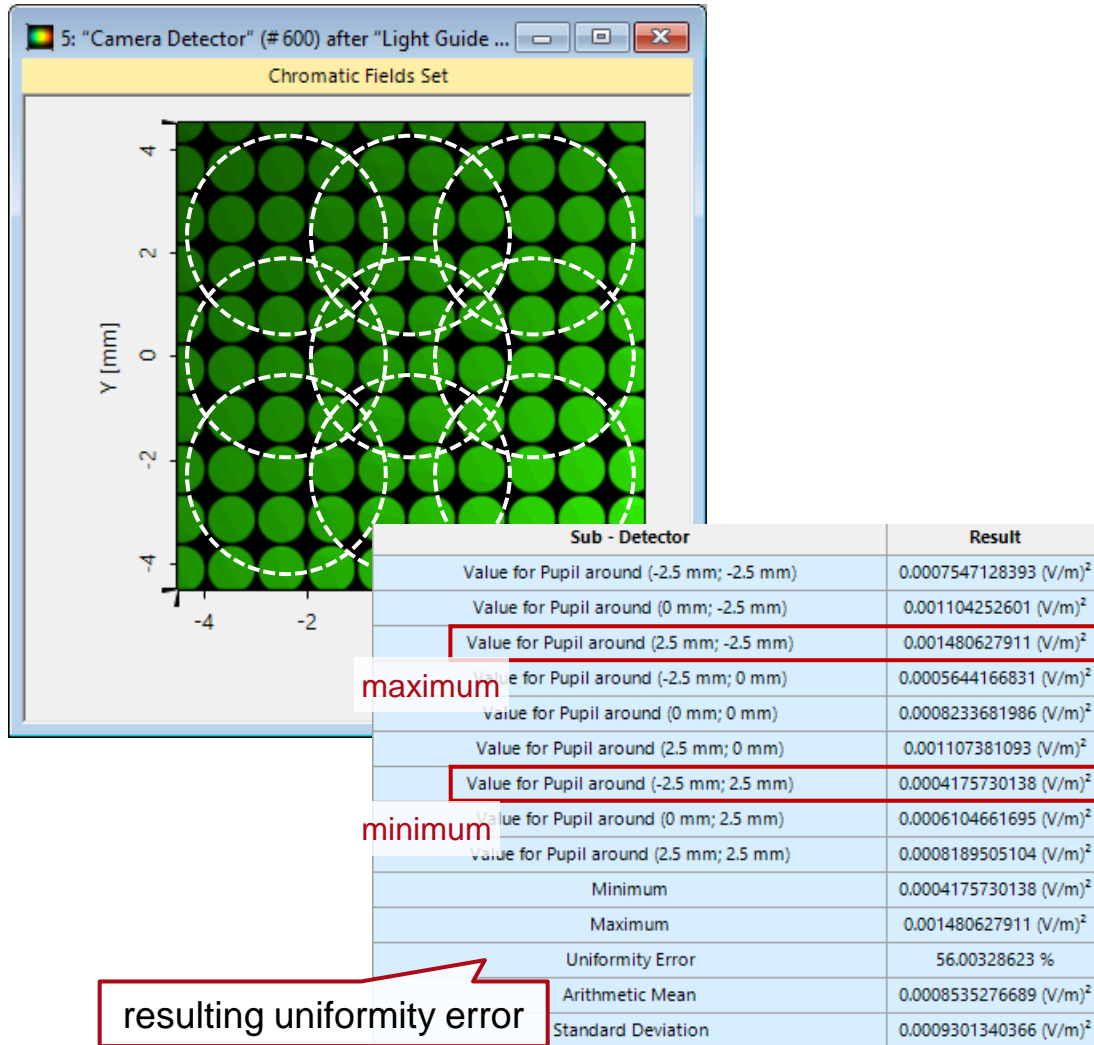 5: "Camera Detector" (# 600) after "Light Guide ...
Chromatic Fields Set
4
2
0
-2
-4
Y [mm]
-4 -2
Sub - Detector Result
Value for Pupil around (-2.5 mm; -2.5 mm) 0.0007547128393 (V/m)²
Value for Pupil around (0 mm; -2.5 mm) 0.001104252601 (V/m)²
Value for Pupil around (2.5 mm; -2.5 mm) 0.001480627911 (V/m)²
maximum
Value for Pupil around (-2.5 mm; 0 mm) 0.0005644166831 (V/m)²
Value for Pupil around (0 mm; 0 mm) 0.0008233681986 (V/m)²
Value for Pupil around (2.5 mm; 0 mm) 0.001107381093 (V/m)²
Value for Pupil around (-2.5 mm; 2.5 mm) 0.0004175730138 (V/m)²
minimum
Value for Pupil around (0 mm; 2.5 mm) 0.0006104661695 (V/m)²
Value for Pupil around (2.5 mm; 2.5 mm) 0.0008189505104 (V/m)²
Minimum 0.0004175730138 (V/m)²
Maximum 0.001480627911 (V/m)²
Uniformity Error 56.00328623 %
Arithmetic Mean 0.0008535276689 (V/m)²
resulting uniformity error
Standard Deviation 0.0009301340366 (V/m)²